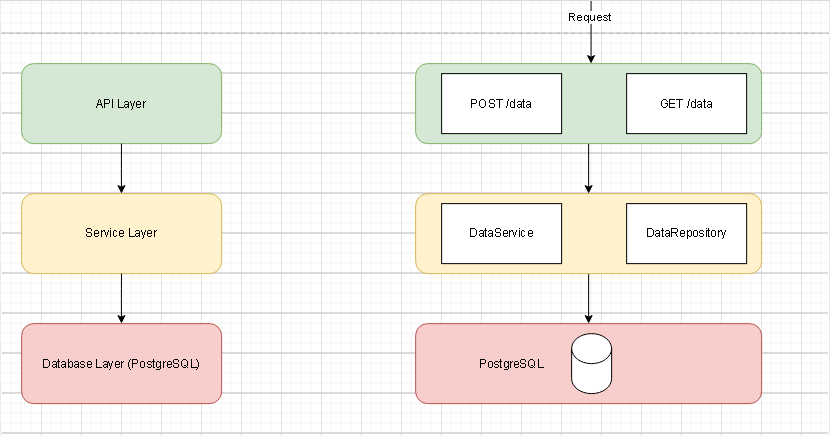 Request
API Layer
POST /data
GET /data
Service Layer
DataService
DataRepository
Database Layer (PostgreSQL)
PostgreSQL